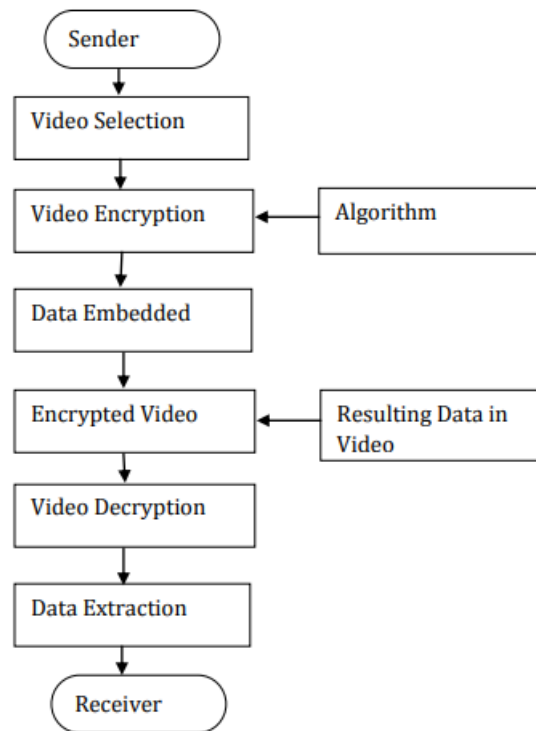 Sender
Video Selection
Video Encryption
Algorithm
Data Embedded
Encrypted Video
Resulting Data in
Video
Video Decryption
Data Extraction
Receiver